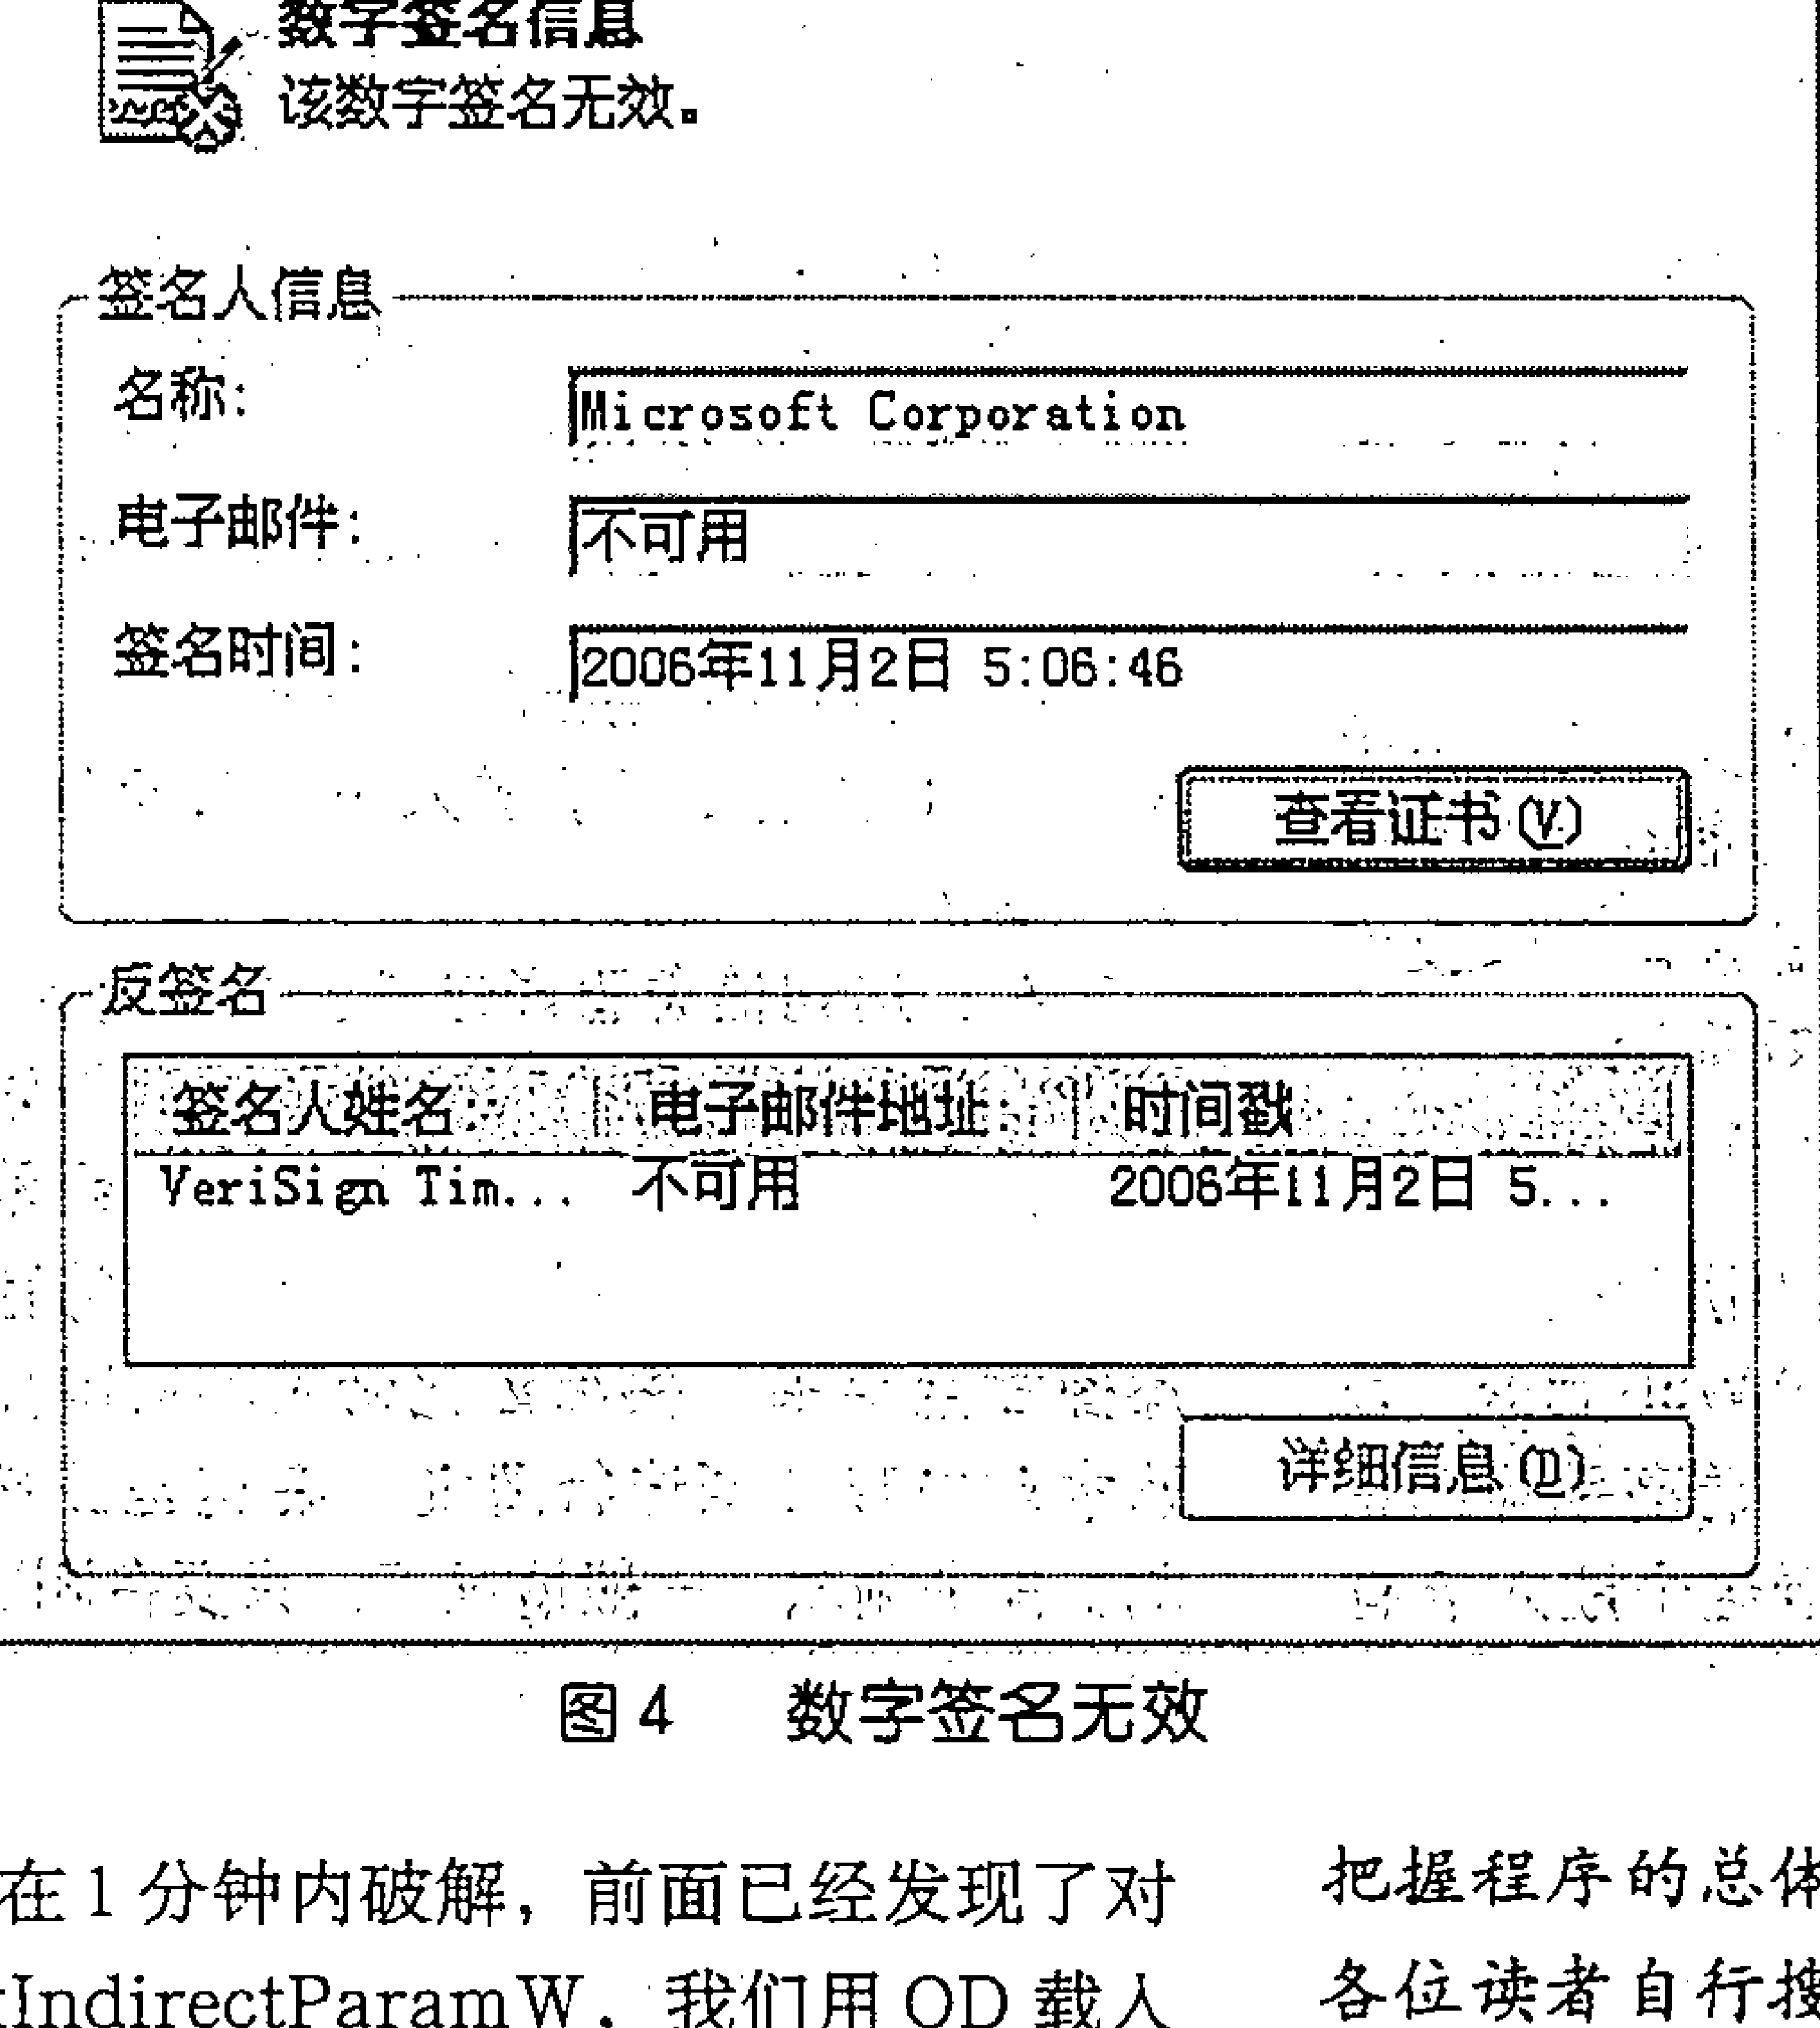 数字签名信息
该数字签名无效。
签名人信息
名称:
Microsoft Corporation
电子邮件:
不可用
签名时间:
2006年11月2日 5:06:46
查看证书(V)
反签名
签名人姓名 电子邮件地址 时间戳
VeriSign Tim... 不可用 2006年11月2日 5...
详细信息(D)
图4 数字签名无效
在1分钟内破解，前面已经发现了对
IndirectParamW．我们用OD载入
把握程序的总体
各位读者自行搜